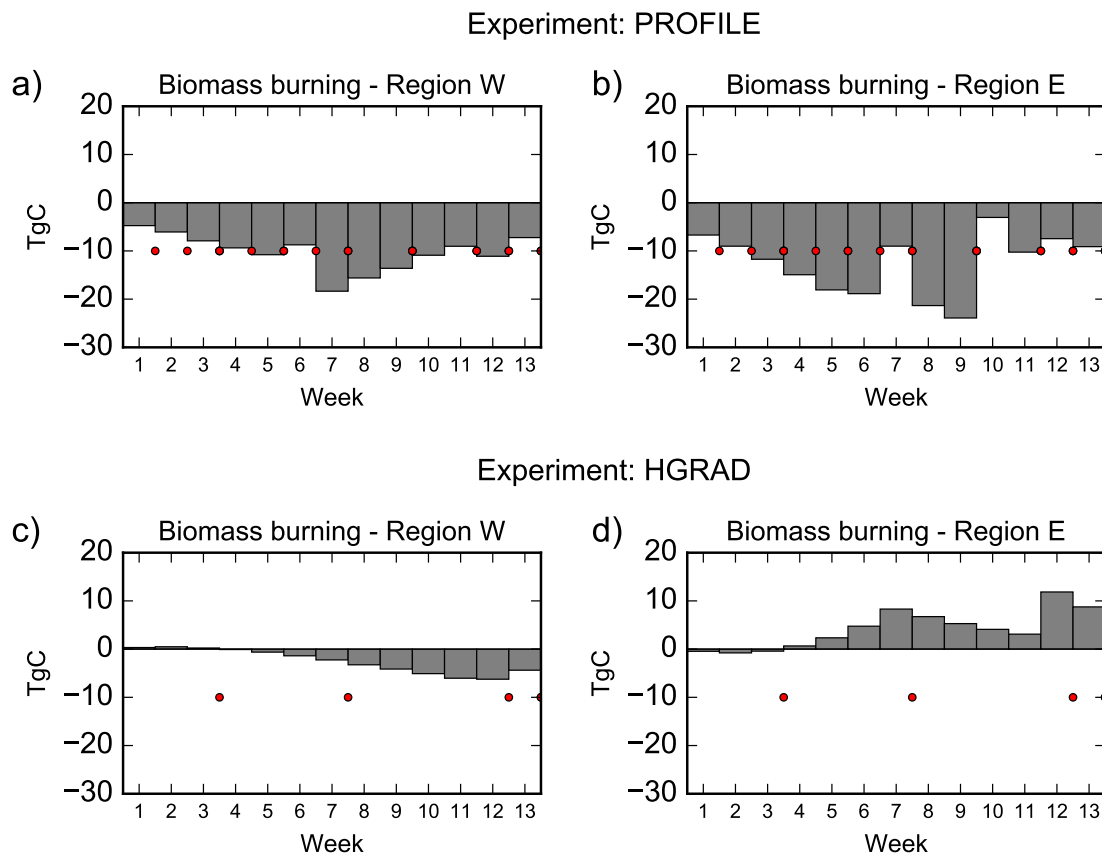 Experiment: PROFILE
a)
Biomass burning - Region W
20
10
0
−10
−20
−30
TgC
1 2 3 4 5 6 7 8 9 10 11 12 13
Week
b)
Biomass burning - Region E
20
10
0
−10
−20
−30
TgC
1 2 3 4 5 6 7 8 9 10 11 12 13
Week
Experiment: HGRAD
c)
Biomass burning - Region W
20
10
0
−10
−20
−30
TgC
1 2 3 4 5 6 7 8 9 10 11 12 13
Week
d)
Biomass burning - Region E
20
10
0
−10
−20
−30
TgC
1 2 3 4 5 6 7 8 9 10 11 12 13
Week